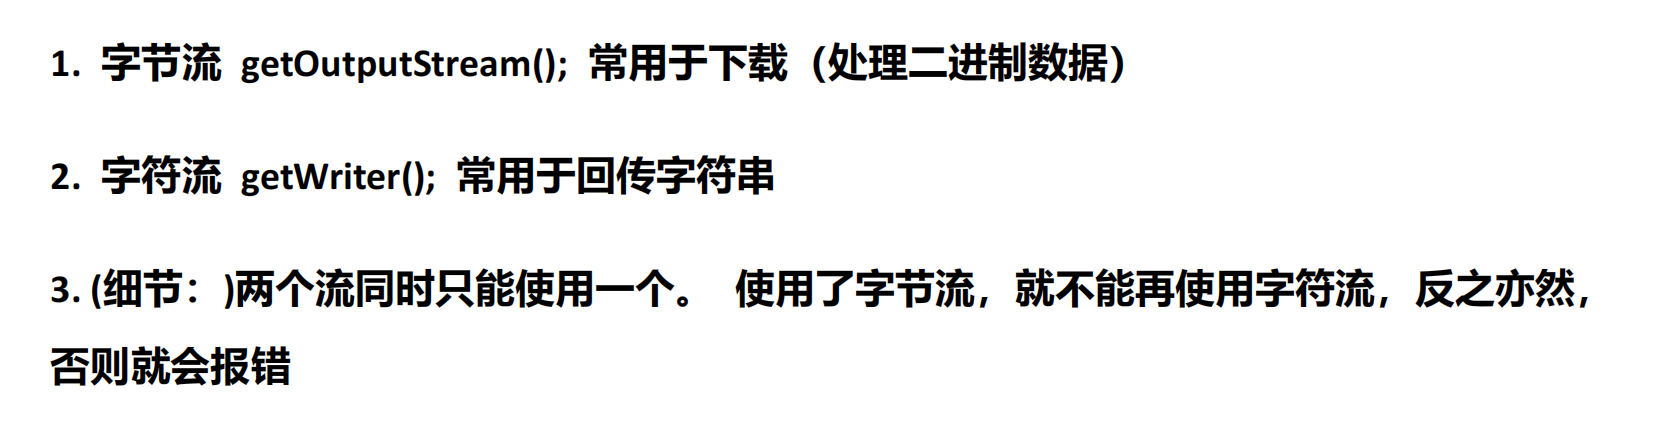 1. 字节流 getOutputStream(); 常用于下载（处理二进制数据）
2. 字符流 getWriter(); 常用于回传字符串
3. (细节：)两个流同时只能使用一个。 使用了字节流，就不能再使用字符流，反之亦然，
否则就会报错